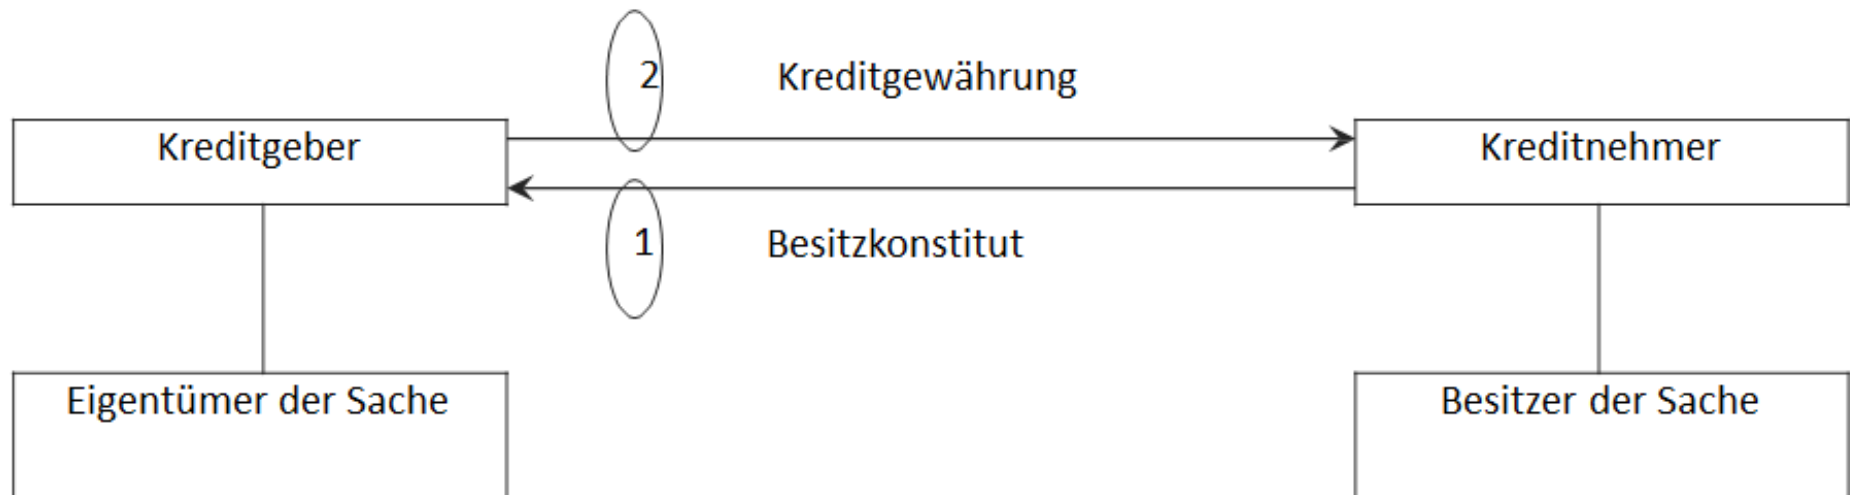 2 Kreditgewährung
Kreditgeber
Kreditnehmer
1 Besitzkonstitut
Eigentümer der Sache
Besitzer der Sache